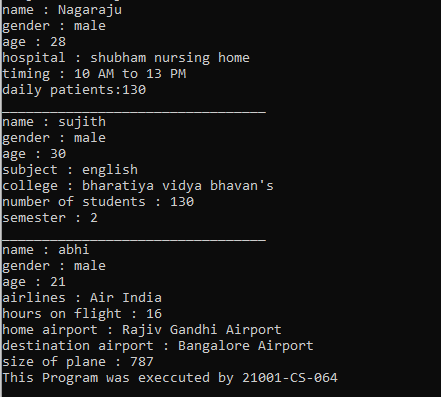 name : Nagaraju
gender : male
age : 28
hospital : shubham nursing home
timing : 10 AM to 13 PM
daily patients:130
_________________________________
name : sujith
gender : male
age : 30
subject : english
college : bharatiya vidya bhavan's
number of students : 130
semester : 2
_________________________________
name : abhi
gender : male
age : 21
airlines : Air India
hours on flight : 16
home airport : Rajiv Gandhi Airport
destination airport : Bangalore Airport
size of plane : 787
This Program was execcuted by 21001-CS-064